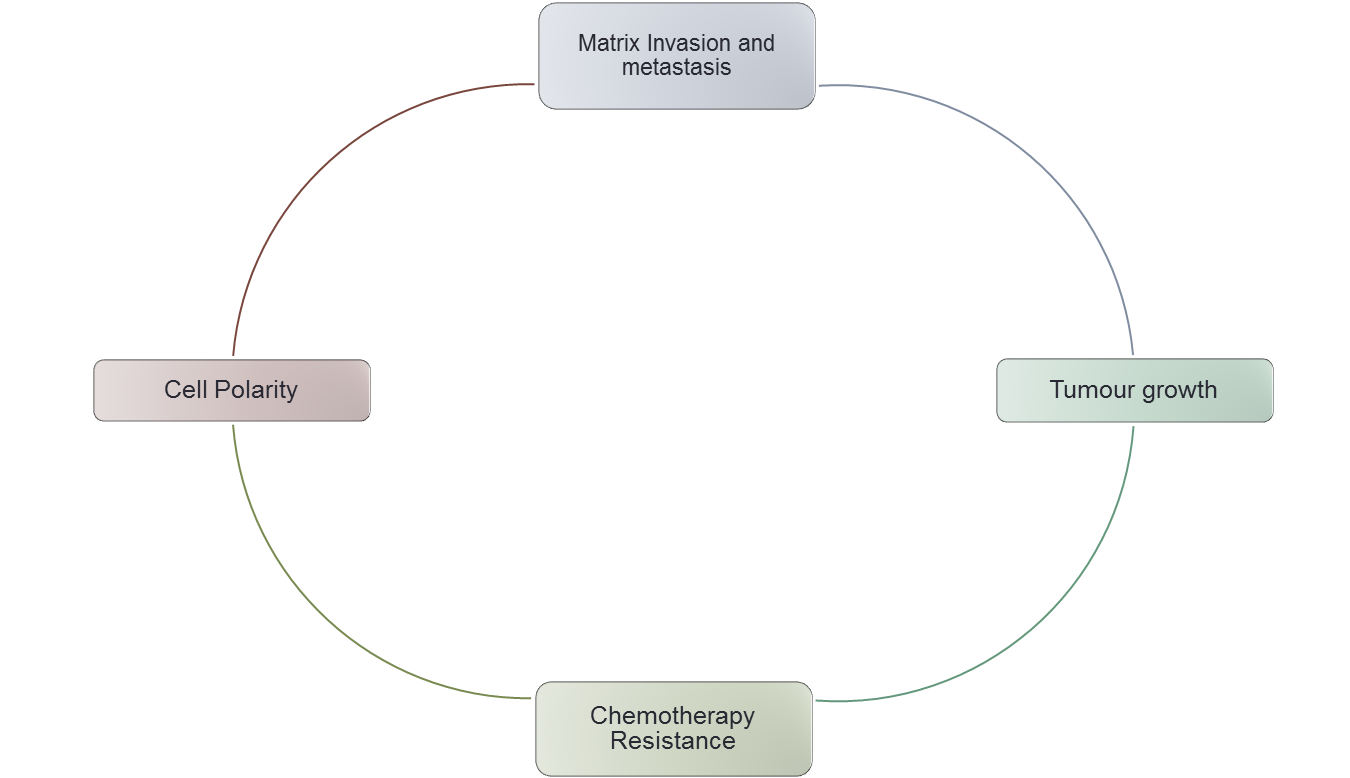 Matrix Invasion and
metastasis
Cell Polarity
Tumour growth
Chemotherapy
Resistance